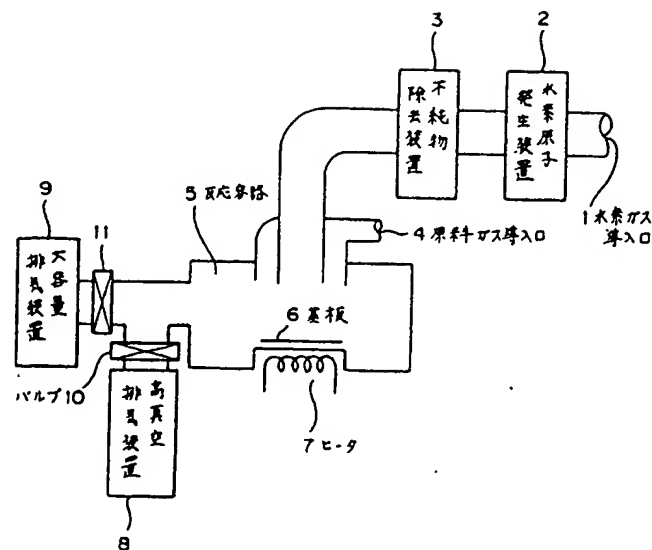 3
2
不純物
除去装置
水素原子
発生装置
5 反応容器
9
11
1 水素ガス
導入口
4 原料ガス導入口
大容量
排気装置
6 基板
バルブ 10
高真空
排気装置
7 ヒータ
8